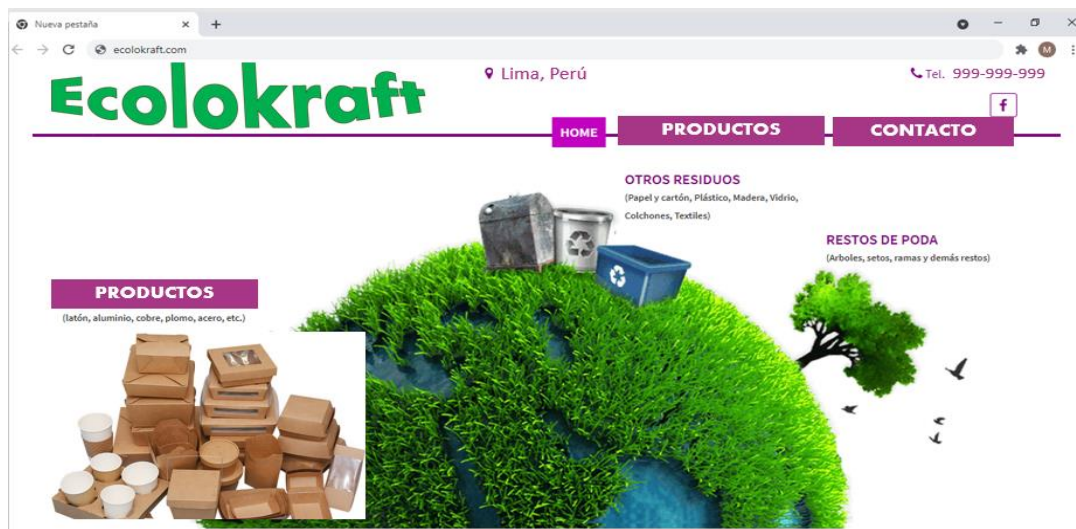 Nueva pestaña
ecolokraft.com
M
Ecolokraft
Lima, Perú
Tel. 999-999-999
f
HOME
PRODUCTOS
CONTACTO
OTROS RESIDUOS
(Papel y cartón, Plástico, Madera, Vidrio,
Colchones, Textiles)
RESTOS DE PODA
(Arboles, setos, ramas y demás restos)
PRODUCTOS
(latón, aluminio, cobre, plomo, acero, etc.)